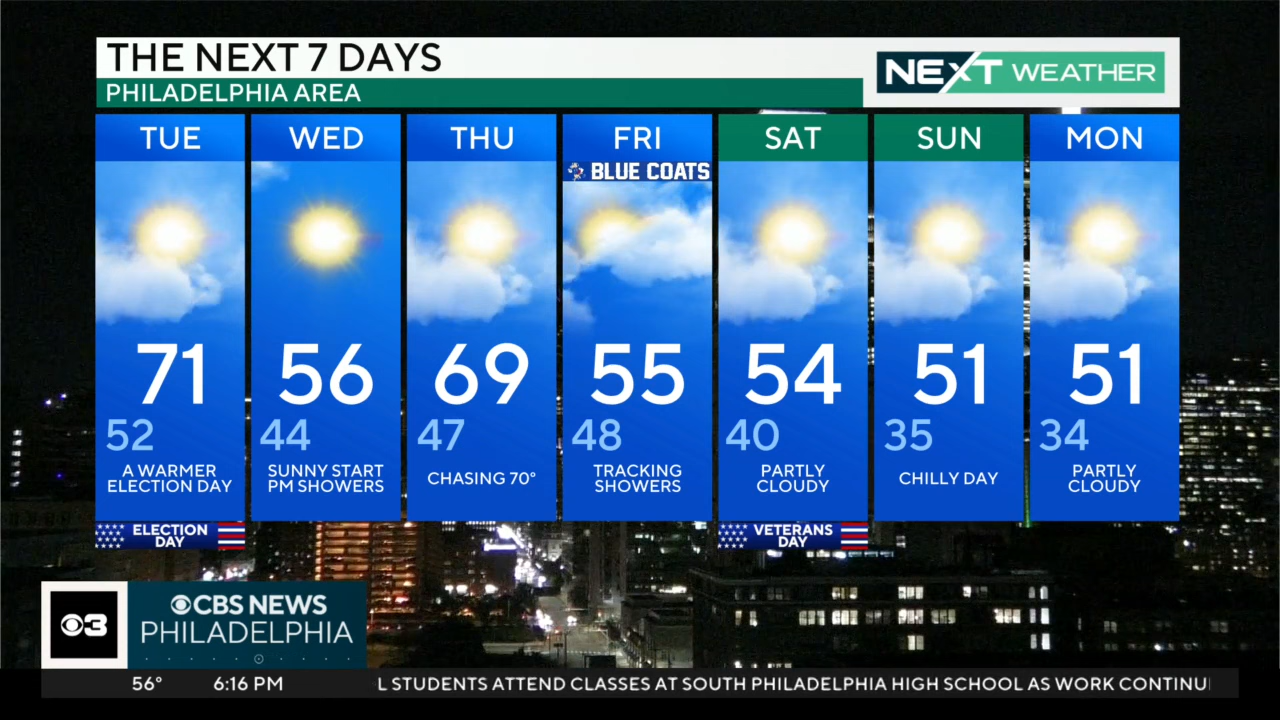 THE NEXT 7 DAYS
NEXT WEATHER
PHILADELPHIA AREA
TUE WED THU FRI SAT SUN MON
BLUE COATS
71 56 69 55 54 51 51
52 44 47 48 40 35 34
A WARMER ELECTION DAY
SUNNY START PM SHOWERS
CHASING 70°
TRACKING SHOWERS
PARTLY CLOUDY
CHILLY DAY
PARTLY CLOUDY
ELECTION DAY
VETERANS DAY
3
CBS NEWS
PHILADELPHIA
56° 6:16 PM L STUDENTS ATTEND CLASSES AT SOUTH PHILADELPHIA HIGH SCHOOL AS WORK CONTINU